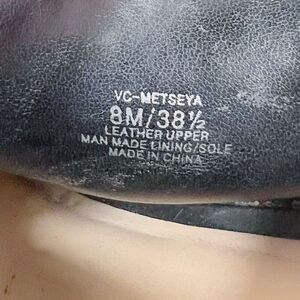 VC-METSEYA
8M/38½
LEATHER UPPER
MAN MADE LINING/SOLE
MADE IN CHINA